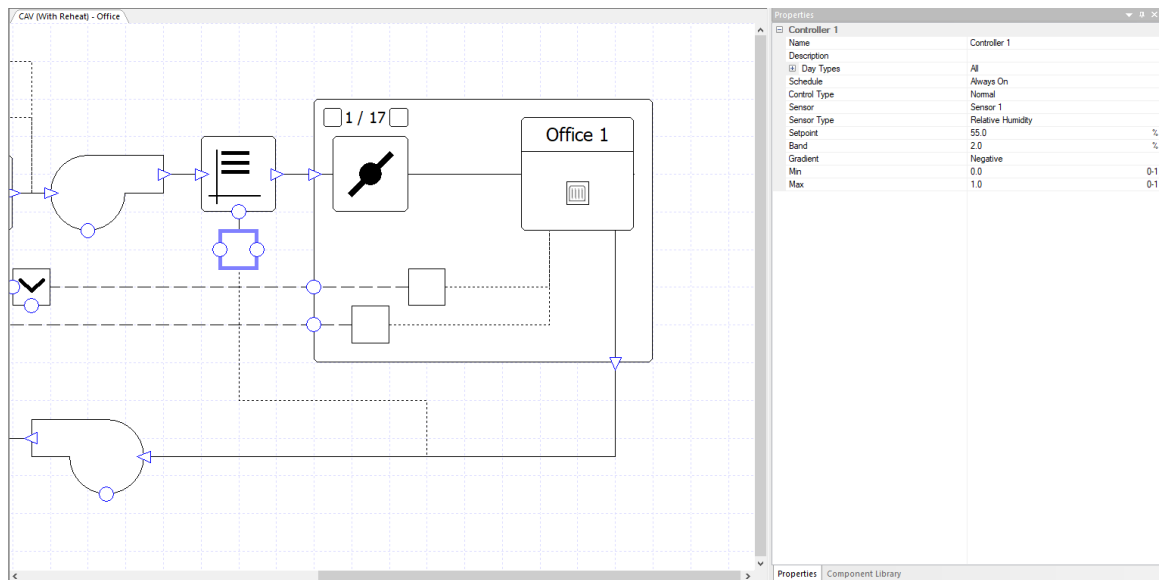 CAV (With Reheat) - Office
1 / 17
Office 1
Properties
Controller 1
Name Controller 1
Description
Day Types All
Schedule Always On
Control Type Normal
Sensor Sensor 1
Sensor Type Relative Humidity
Setpoint 55.0 %
Band 2.0 %
Gradient Negative
Min 0.0 0-1
Max 1.0 0-1
Properties Component Library